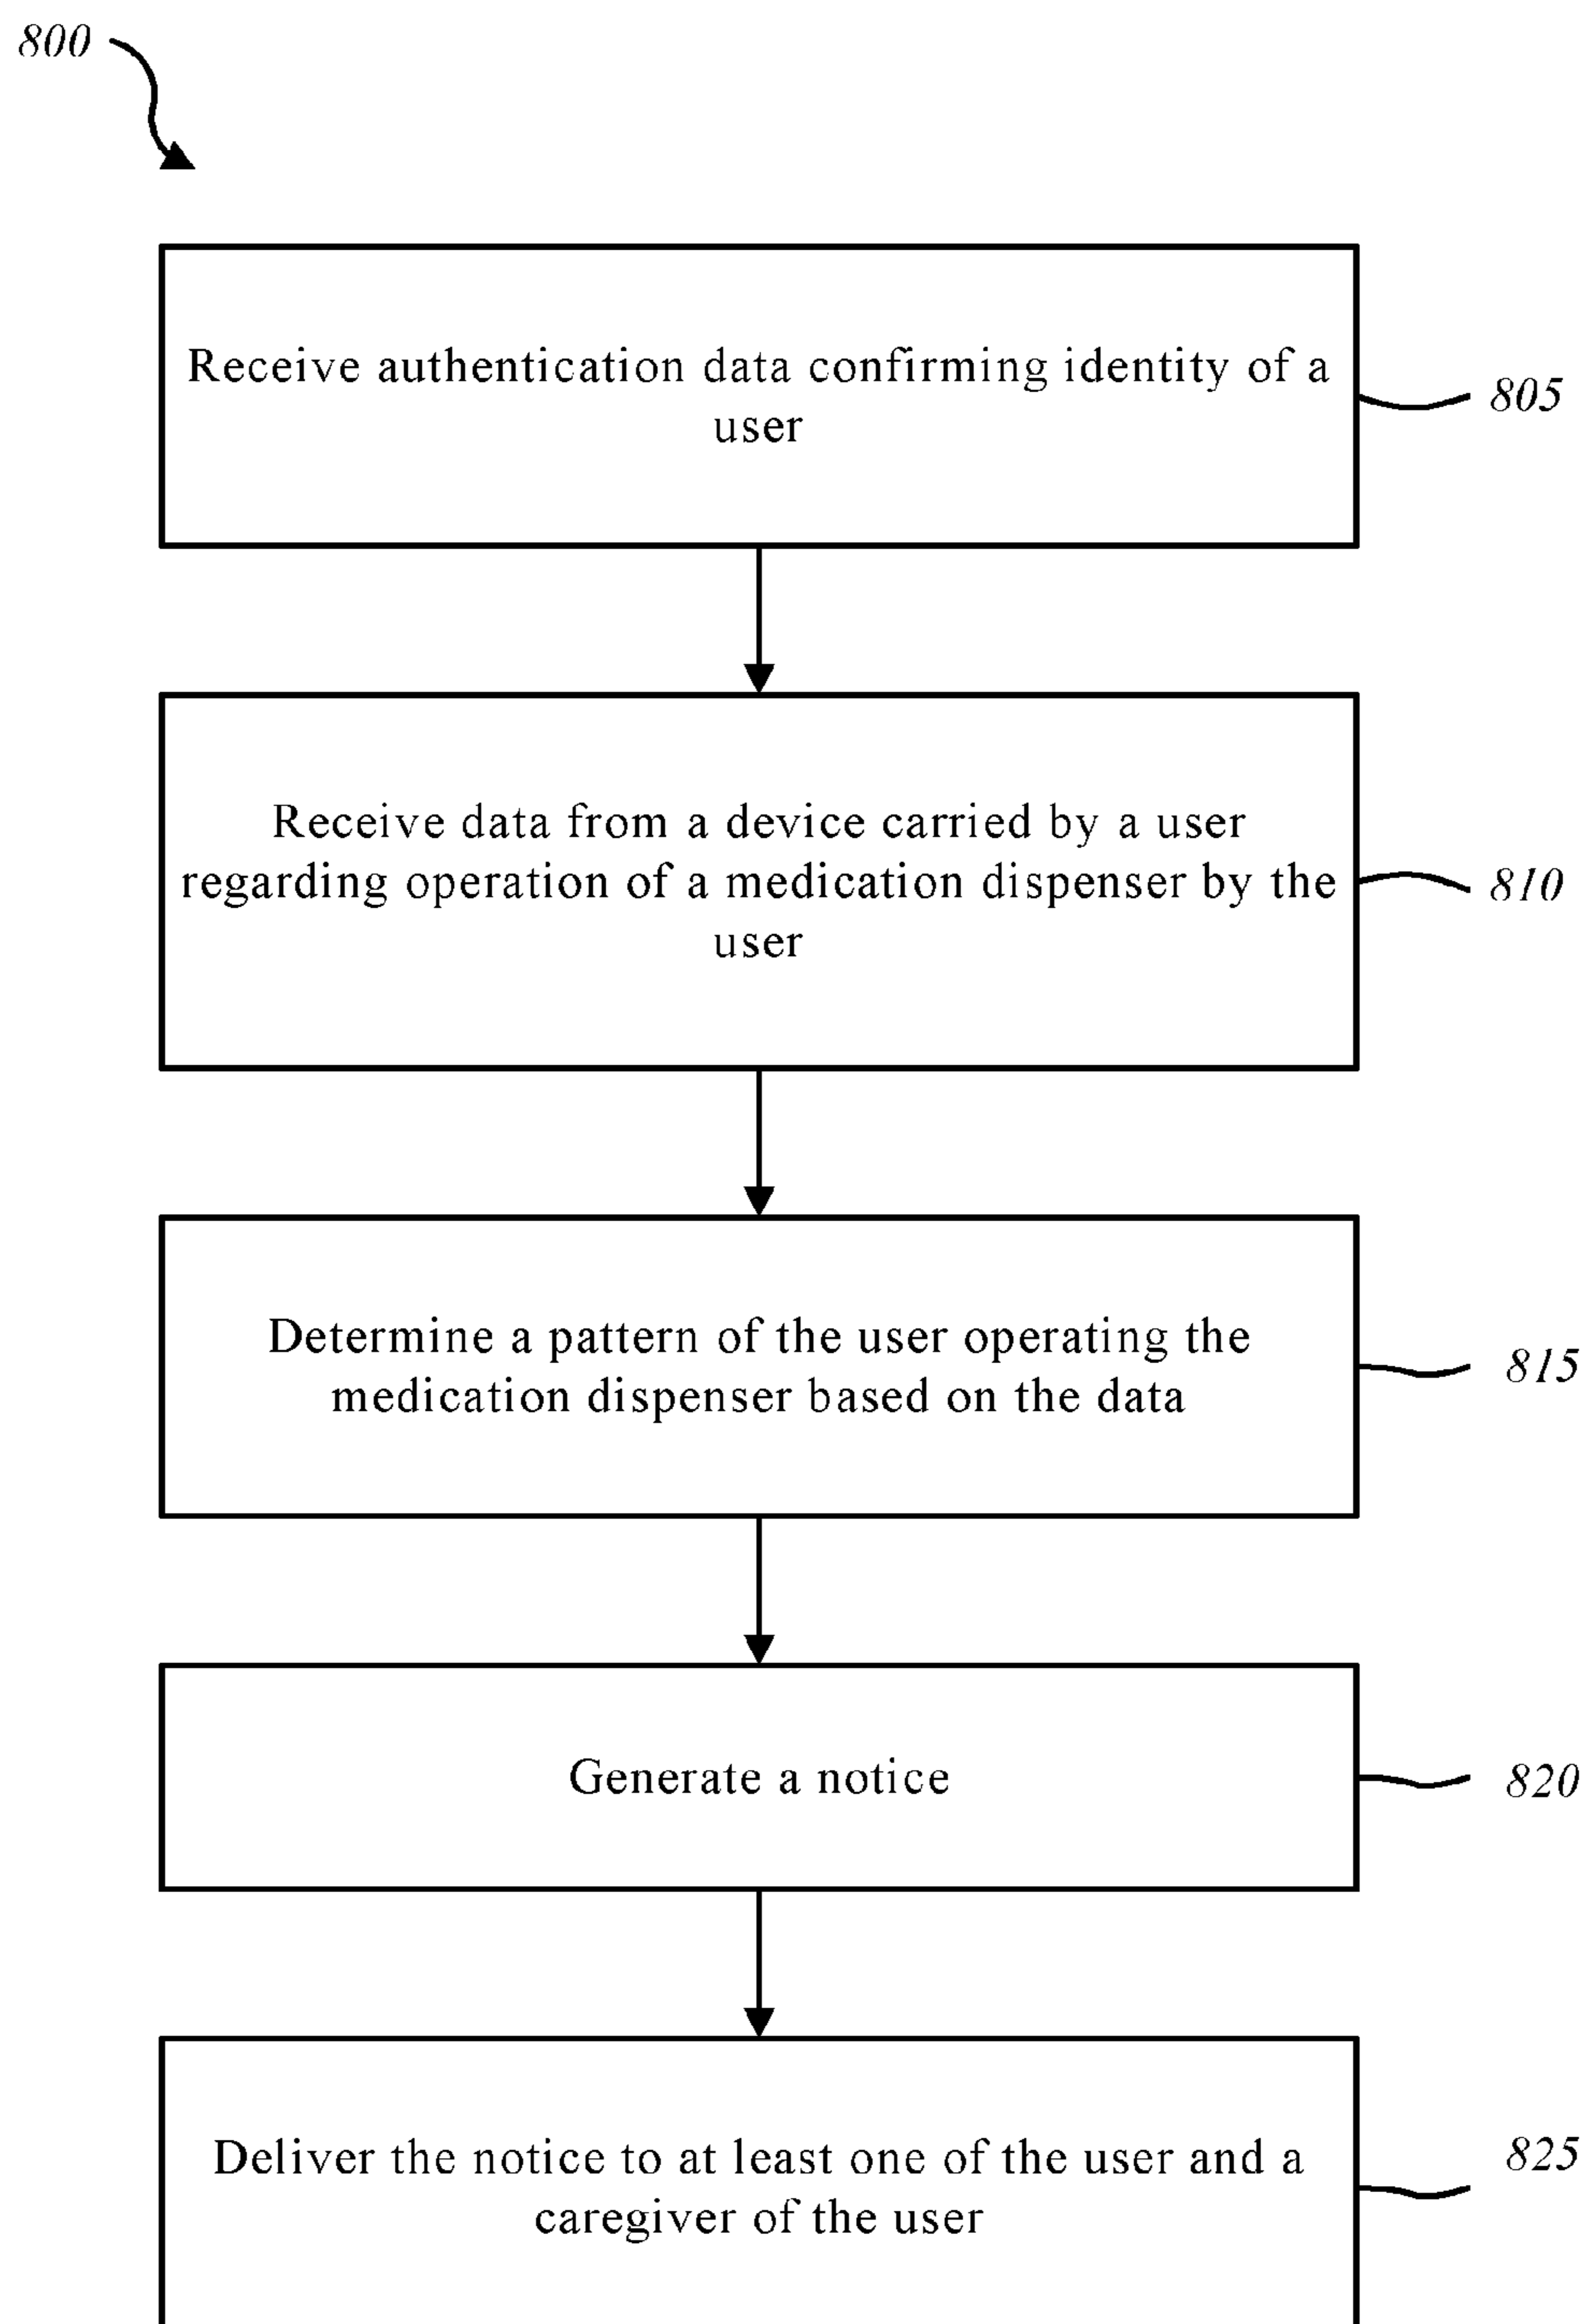 800
Receive authentication data confirming identity of a
user
805
Receive data from a device carried by a user
regarding operation of a medication dispenser by the
user
810
Determine a pattern of the user operating the
medication dispenser based on the data
815
Generate a notice
820
Deliver the notice to at least one of the user and a
caregiver of the user
825